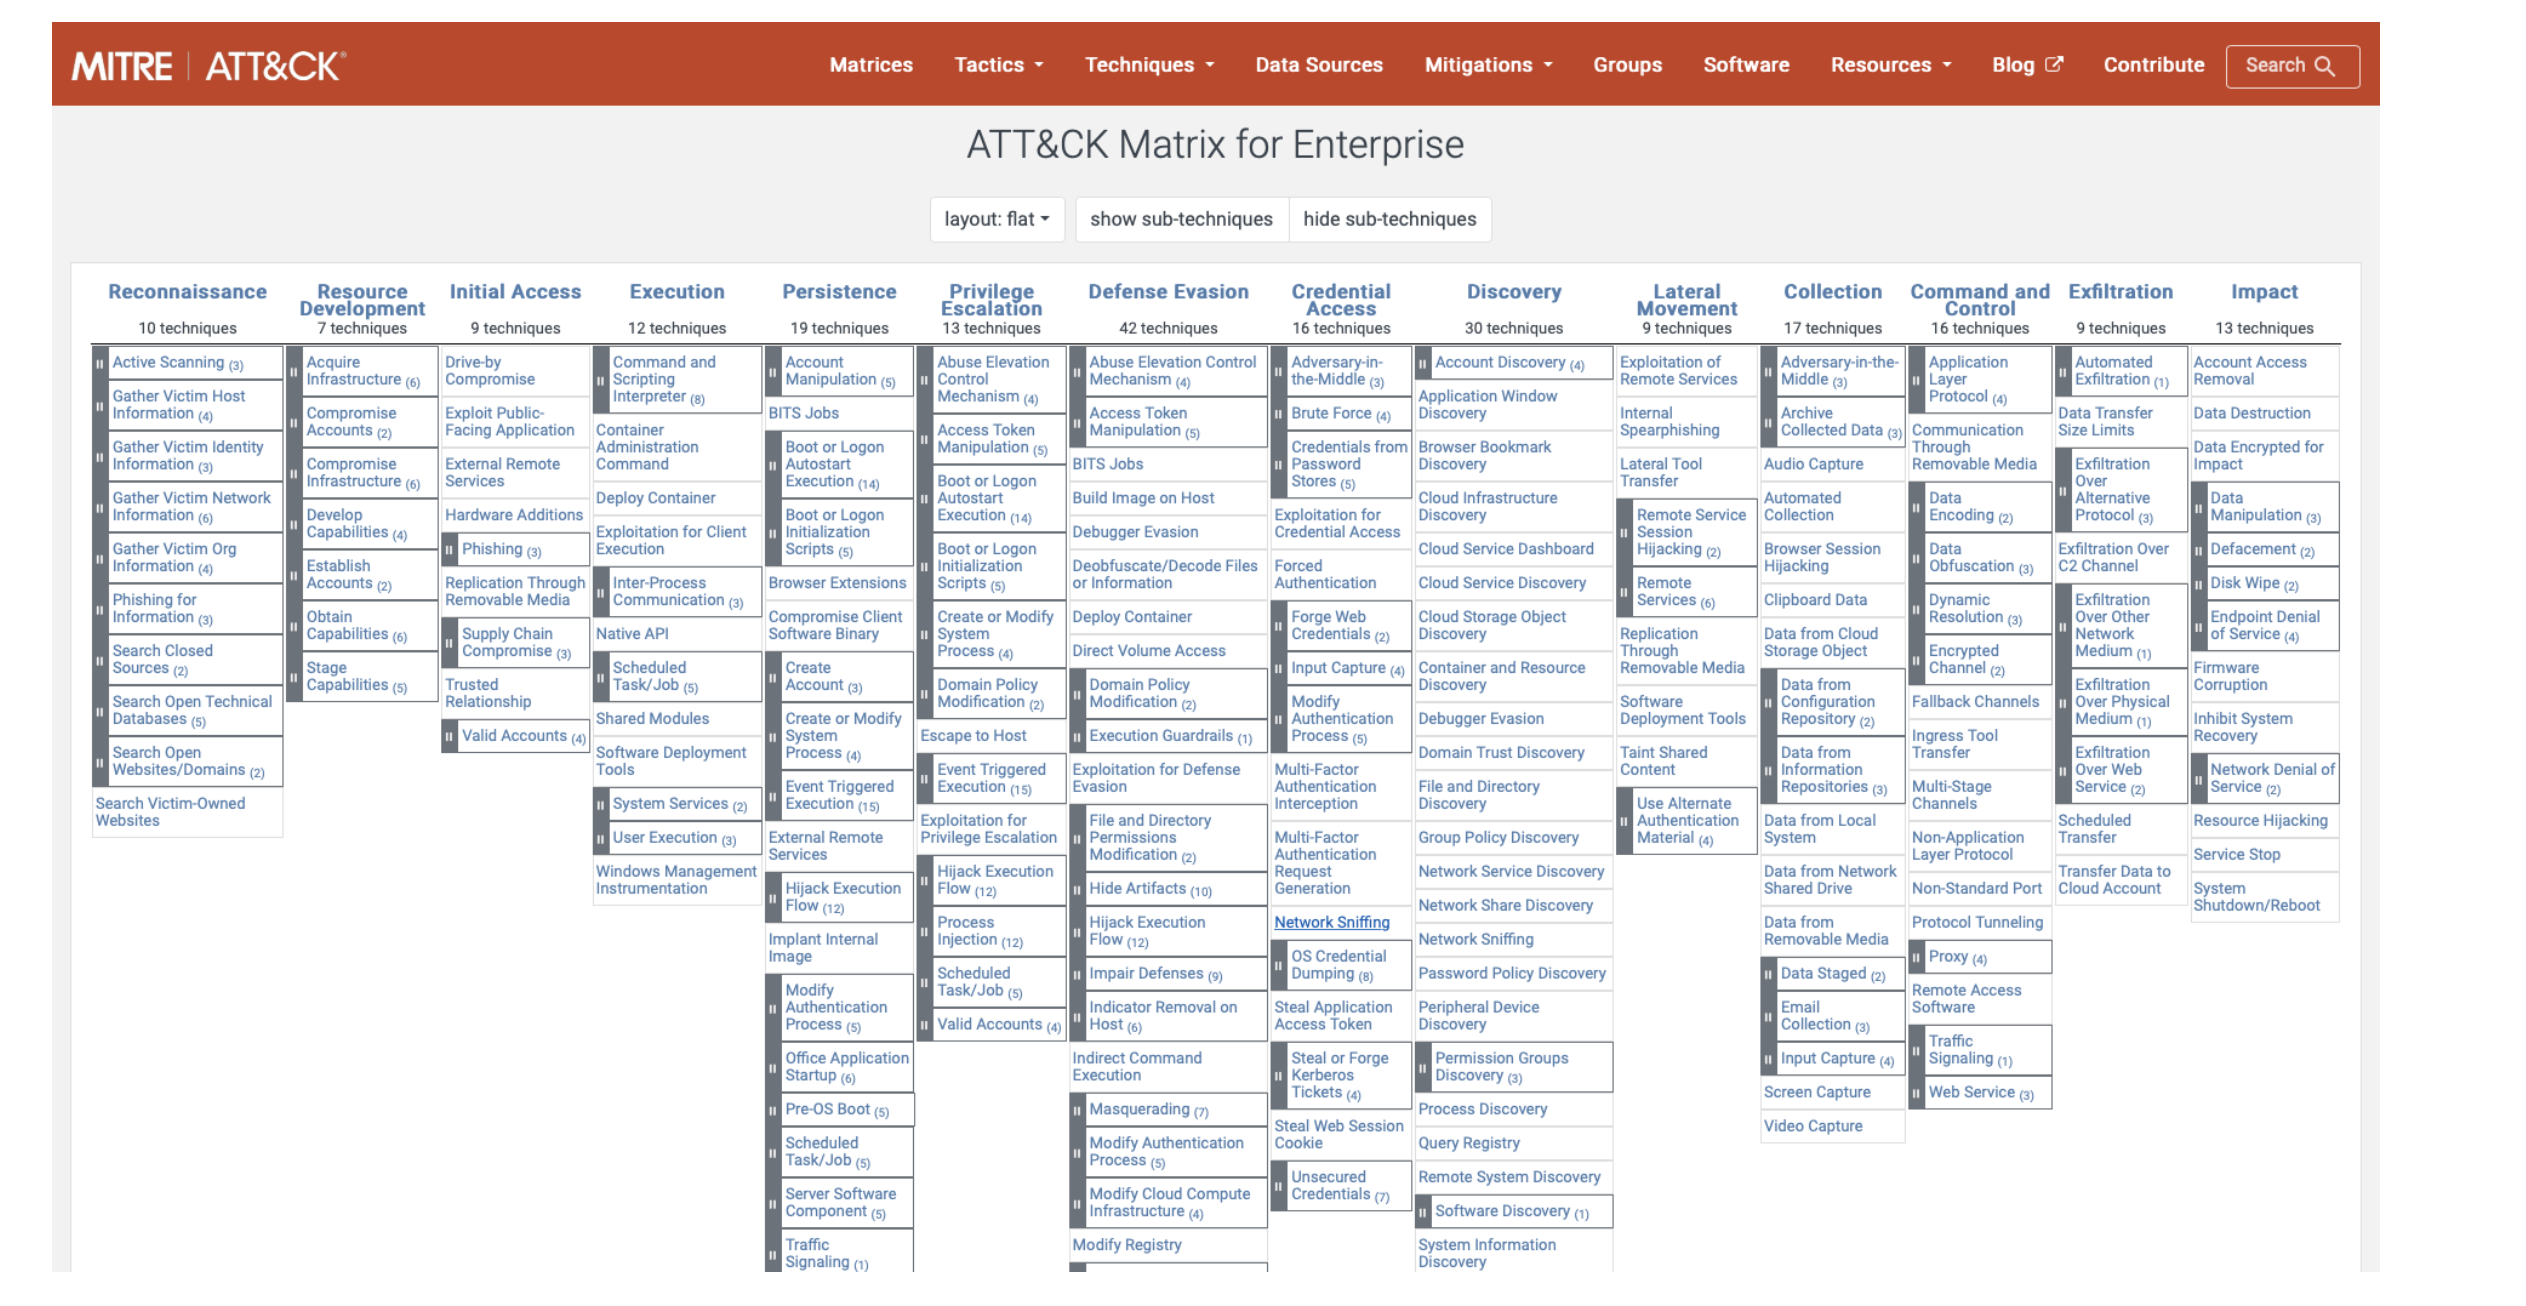 MITRE | ATT&CK®
Matrices
Tactics
Techniques
Data Sources
Mitigations
Groups
Software
Resources
Blog
Contribute
Search
ATT&CK Matrix for Enterprise
layout: flat
show sub-techniques
hide sub-techniques
Reconnaissance
10 techniques
Active Scanning (3)
Gather Victim Host
Information (4)
Gather Victim Identity
Information (3)
Gather Victim Network
Information (6)
Gather Victim Org
Information (4)
Phishing for
Information (3)
Search Closed
Sources (2)
Search Open Technical
Databases (5)
Search Open
Websites/Domains (2)
Search Victim-Owned
Websites
Resource
Development
7 techniques
Acquire
Infrastructure (6)
Compromise
Accounts (2)
Compromise
Infrastructure (6)
Develop
Capabilities (4)
Establish
Accounts (2)
Obtain
Capabilities (6)
Stage
Capabilities (5)
Initial Access
9 techniques
Drive-by
Compromise
Exploit Public-
Facing Application
External Remote
Services
Hardware Additions
Phishing (3)
Replication Through
Removable Media
Supply Chain
Compromise (3)
Trusted
Relationship
Valid Accounts (4)
Execution
12 techniques
Command and
Scripting
Interpreter (8)
Container
Administration
Command
Deploy Container
Exploitation for Client
Execution
Inter-Process
Communication (3)
Native API
Scheduled
Task/Job (5)
Shared Modules
Software Deployment
Tools
System Services (2)
User Execution (3)
Windows Management
Instrumentation
Persistence
19 techniques
Account
Manipulation (5)
BITS Jobs
Boot or Logon
Autostart
Execution (14)
Boot or Logon
Initialization
Scripts (5)
Browser Extensions
Compromise Client
Software Binary
Create
Account (3)
Create or Modify
System
Process (4)
Event Triggered
Execution (15)
External Remote
Services
Hijack Execution
Flow (12)
Implant Internal
Image
Modify
Authentication
Process (5)
Office Application
Startup (6)
Pre-OS Boot (5)
Scheduled
Task/Job (5)
Server Software
Component (5)
Traffic
Signaling (1)
Privilege
Escalation
13 techniques
Abuse Elevation
Control
Mechanism (4)
Access Token
Manipulation (5)
Boot or Logon
Autostart
Execution (14)
Boot or Logon
Initialization
Scripts (5)
Create or Modify
System
Process (4)
Domain Policy
Modification (2)
Escape to Host
Event Triggered
Execution (15)
Exploitation for
Privilege Escalation
Hijack Execution
Flow (12)
Process
Injection (12)
Scheduled
Task/Job (5)
Valid Accounts (4)
Defense Evasion
42 techniques
Abuse Elevation Control
Mechanism (4)
Access Token
Manipulation (5)
BITS Jobs
Build Image on Host
Debugger Evasion
Deobfuscate/Decode Files
or Information
Deploy Container
Direct Volume Access
Domain Policy
Modification (2)
Execution Guardrails (1)
Exploitation for Defense
Evasion
File and Directory
Permissions
Modification (2)
Hide Artifacts (10)
Hijack Execution
Flow (12)
Impair Defenses (9)
Indicator Removal on
Host (6)
Indirect Command
Execution
Masquerading (7)
Modify Authentication
Process (5)
Modify Cloud Compute
Infrastructure (4)
Modify Registry
Credential
Access
16 techniques
Adversary-in-
the-Middle (3)
Brute Force (4)
Credentials from
Password
Stores (5)
Exploitation for
Credential Access
Forced
Authentication
Forge Web
Credentials (2)
Input Capture (4)
Modify
Authentication
Process (5)
Multi-Factor
Authentication
Interception
Multi-Factor
Authentication
Request
Generation
Network Sniffing
OS Credential
Dumping (8)
Steal Application
Access Token
Steal or Forge
Kerberos
Tickets (4)
Steal Web Session
Cookie
Unsecured
Credentials (7)
Discovery
30 techniques
Account Discovery (4)
Application Window
Discovery
Browser Bookmark
Discovery
Cloud Infrastructure
Discovery
Cloud Service Dashboard
Cloud Service Discovery
Cloud Storage Object
Discovery
Container and Resource
Discovery
Debugger Evasion
Domain Trust Discovery
File and Directory
Discovery
Group Policy Discovery
Network Service Discovery
Network Share Discovery
Network Sniffing
Password Policy Discovery
Peripheral Device
Discovery
Permission Groups
Discovery (3)
Process Discovery
Query Registry
Remote System Discovery
Software Discovery (1)
System Information
Discovery
Lateral
Movement
9 techniques
Exploitation of
Remote Services
Internal
Spearphishing
Lateral Tool
Transfer
Remote Service
Session
Hijacking (2)
Remote
Services (6)
Replication
Through
Removable Media
Software
Deployment Tools
Taint Shared
Content
Use Alternate
Authentication
Material (4)
Collection
17 techniques
Adversary-in-the-
Middle (3)
Archive
Collected Data (3)
Audio Capture
Automated
Collection
Browser Session
Hijacking
Clipboard Data
Data from Cloud
Storage Object
Data from
Configuration
Repository (2)
Data from
Information
Repositories (3)
Data from Local
System
Data from Network
Shared Drive
Data from
Removable Media
Data Staged (2)
Email
Collection (3)
Input Capture (4)
Screen Capture
Video Capture
Command and
Control
16 techniques
Application
Layer
Protocol (4)
Communication
Through
Removable Media
Data
Encoding (2)
Data
Obfuscation (3)
Dynamic
Resolution (3)
Encrypted
Channel (2)
Fallback Channels
Ingress Tool
Transfer
Multi-Stage
Channels
Non-Application
Layer Protocol
Non-Standard Port
Protocol Tunneling
Proxy (4)
Remote Access
Software
Traffic
Signaling (1)
Web Service (3)
Exfiltration
9 techniques
Automated
Exfiltration (1)
Data Transfer
Size Limits
Exfiltration
Over
Alternative
Protocol (3)
Exfiltration Over
C2 Channel
Exfiltration
Over Other
Network
Medium (1)
Exfiltration
Over Physical
Medium (1)
Exfiltration
Over Web
Service (2)
Scheduled
Transfer
Transfer Data to
Cloud Account
Impact
13 techniques
Account Access
Removal
Data Destruction
Data Encrypted for
Impact
Data
Manipulation (3)
Defacement (2)
Disk Wipe (2)
Endpoint Denial
of Service (4)
Firmware
Corruption
Inhibit System
Recovery
Network Denial of
Service (2)
Resource Hijacking
Service Stop
System
Shutdown/Reboot